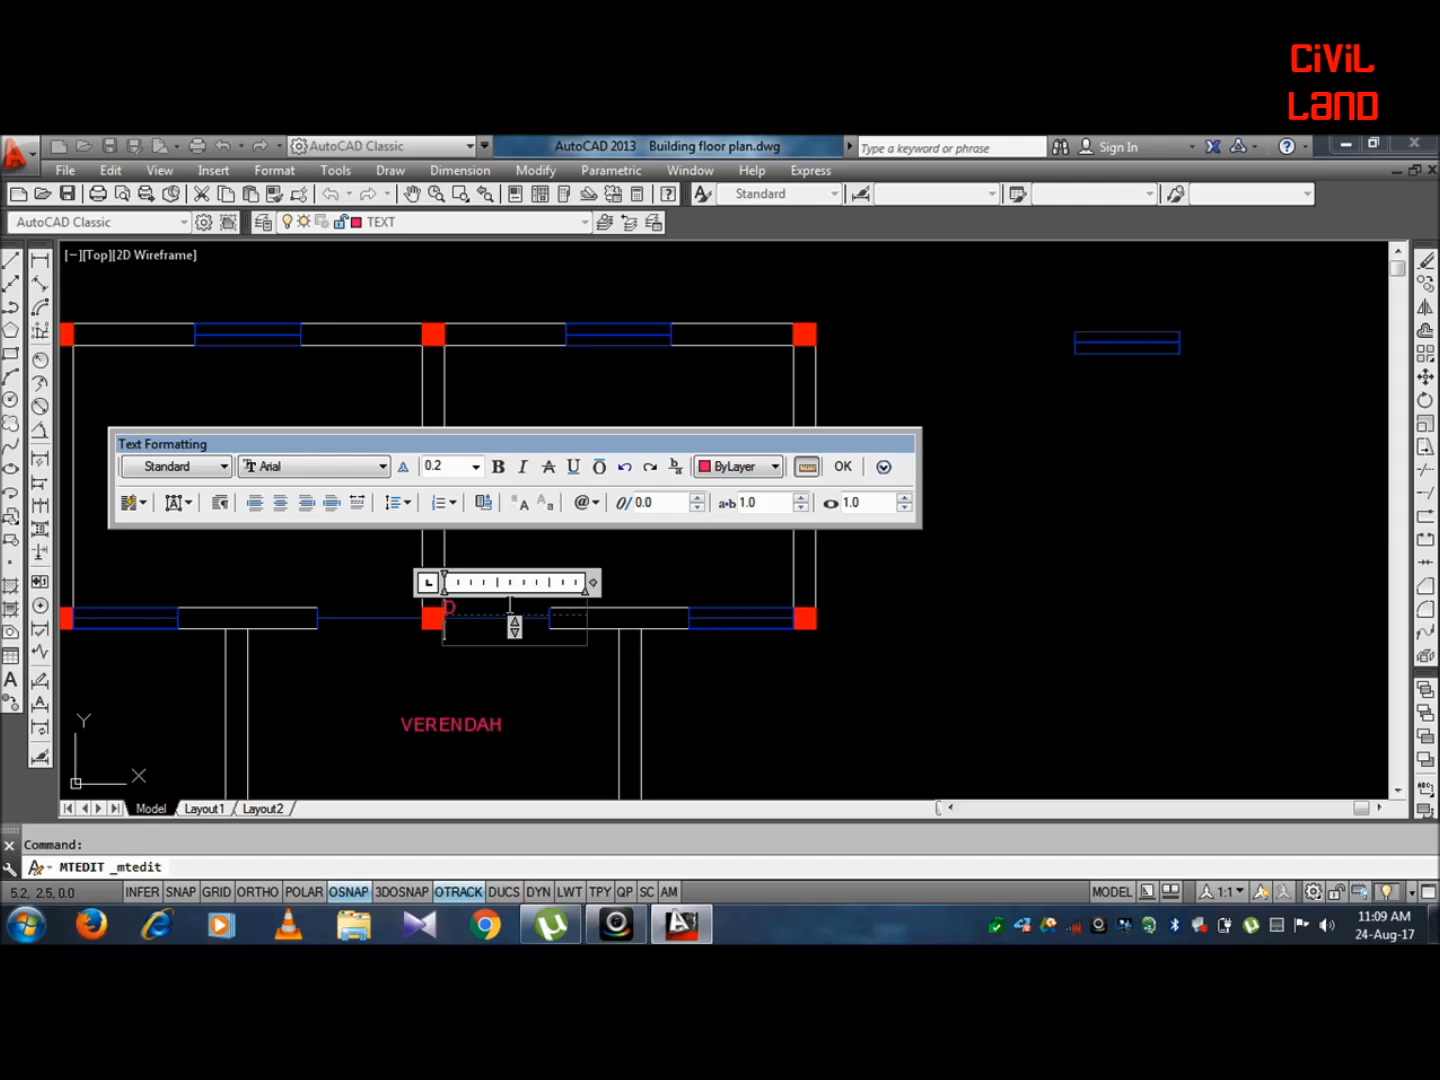 CiViL
LanD
AutoCAD Classic
AutoCAD 2013 Building floor plan.dwg
Type a keyword or phrase
Sign In
File Edit View Insert Format Tools Draw Dimension Modify Parametric Window Help Express
Standard
AutoCAD Classic
TEXT
[−][Top][2D Wireframe]
Text Formatting
Standard
Arial
0.2
B I A U O
ByLayer
OK
@
0/ 0.0
a•b 1.0
1.0
D
VERENDAH
Y
X
Model Layout1 Layout2
Command:
MTEDIT _mtedit
5.2, 2.5, 0.0
INFER SNAP GRID ORTHO POLAR OSNAP 3DOSNAP OTRACK DUCS DYN LWT TPY QP SC AM
MODEL
1:1
11:09 AM
24-Aug-17